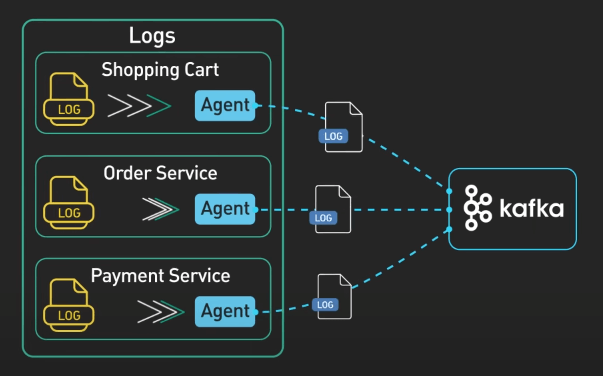 Logs
Shopping Cart
LOG
Agent
LOG
Order Service
LOG
Agent
LOG
kafka
Payment Service
LOG
Agent
LOG